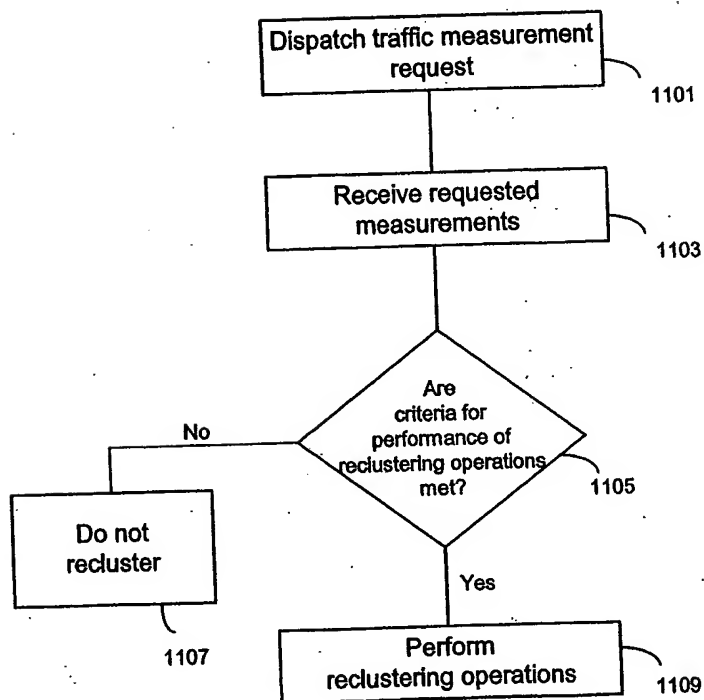 Dispatch traffic measurement
request
1101
Receive requested
measurements
1103
Are
criteria for
performance of
reclustering operations
met?
1105
No
Do not
recluster
1107
Yes
Perform
reclustering operations
1109